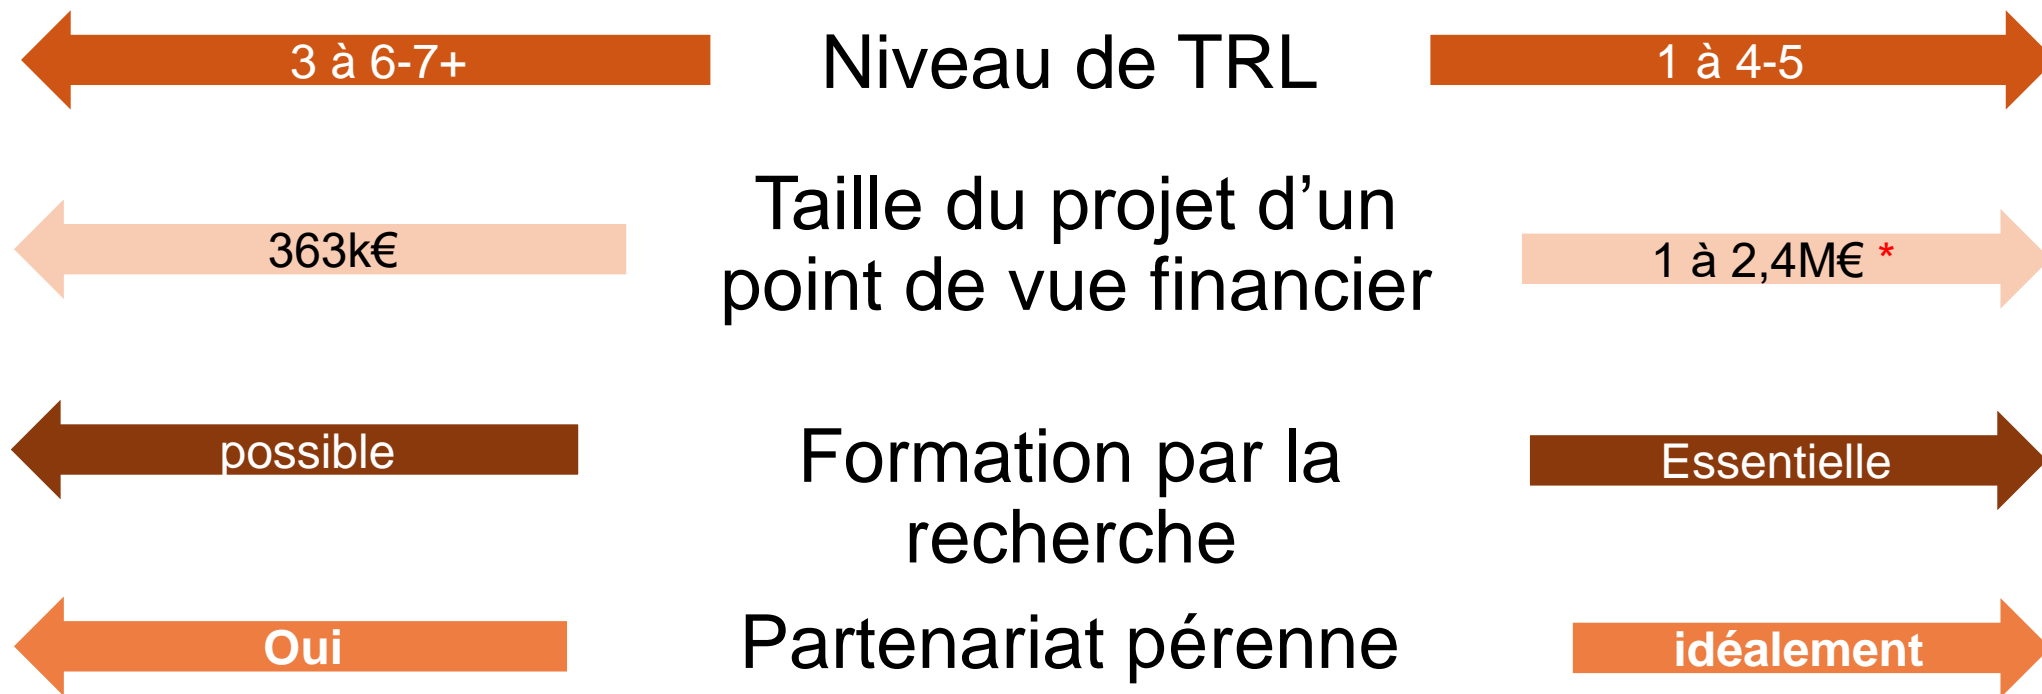 3 à 6-7+
Niveau de TRL
1 à 4-5
363k€
Taille du projet d’un
point de vue financier
1 à 2,4M€ *
possible
Formation par la
recherche
Essentielle
Oui
Partenariat pérenne
idéalement